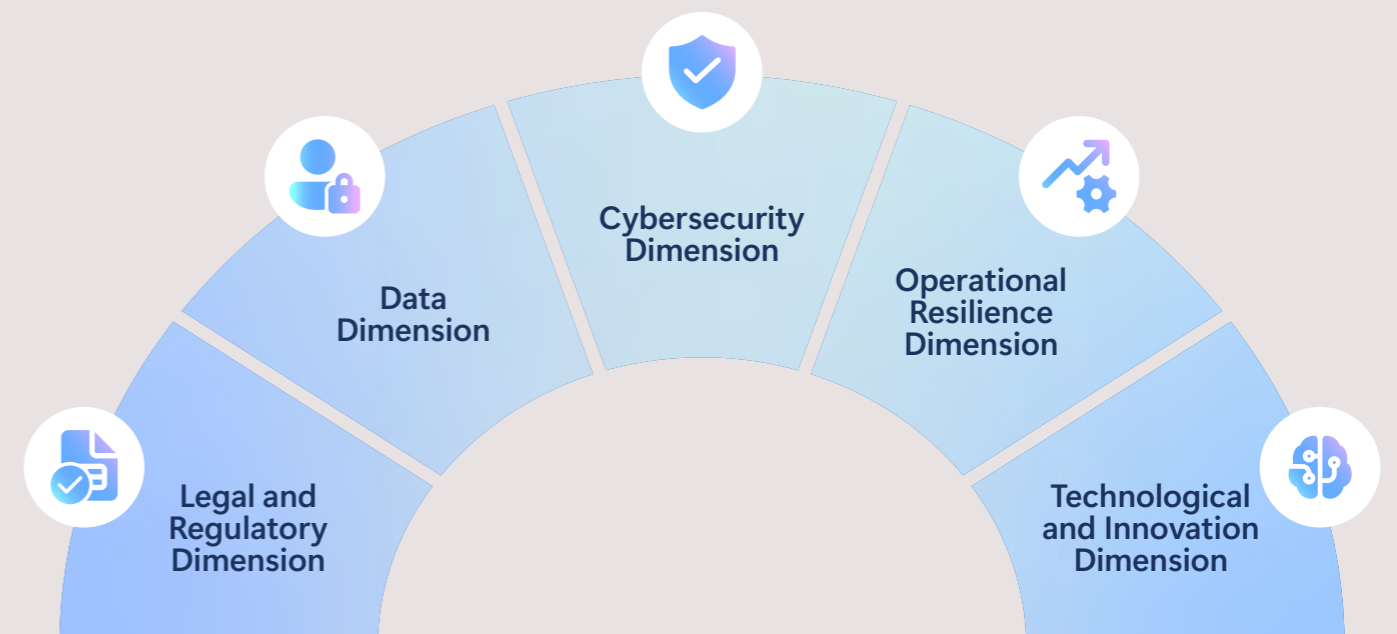 Legal and
Regulatory
Dimension
Data
Dimension
Cybersecurity
Dimension
Operational
Resilience
Dimension
Technological
and Innovation
Dimension